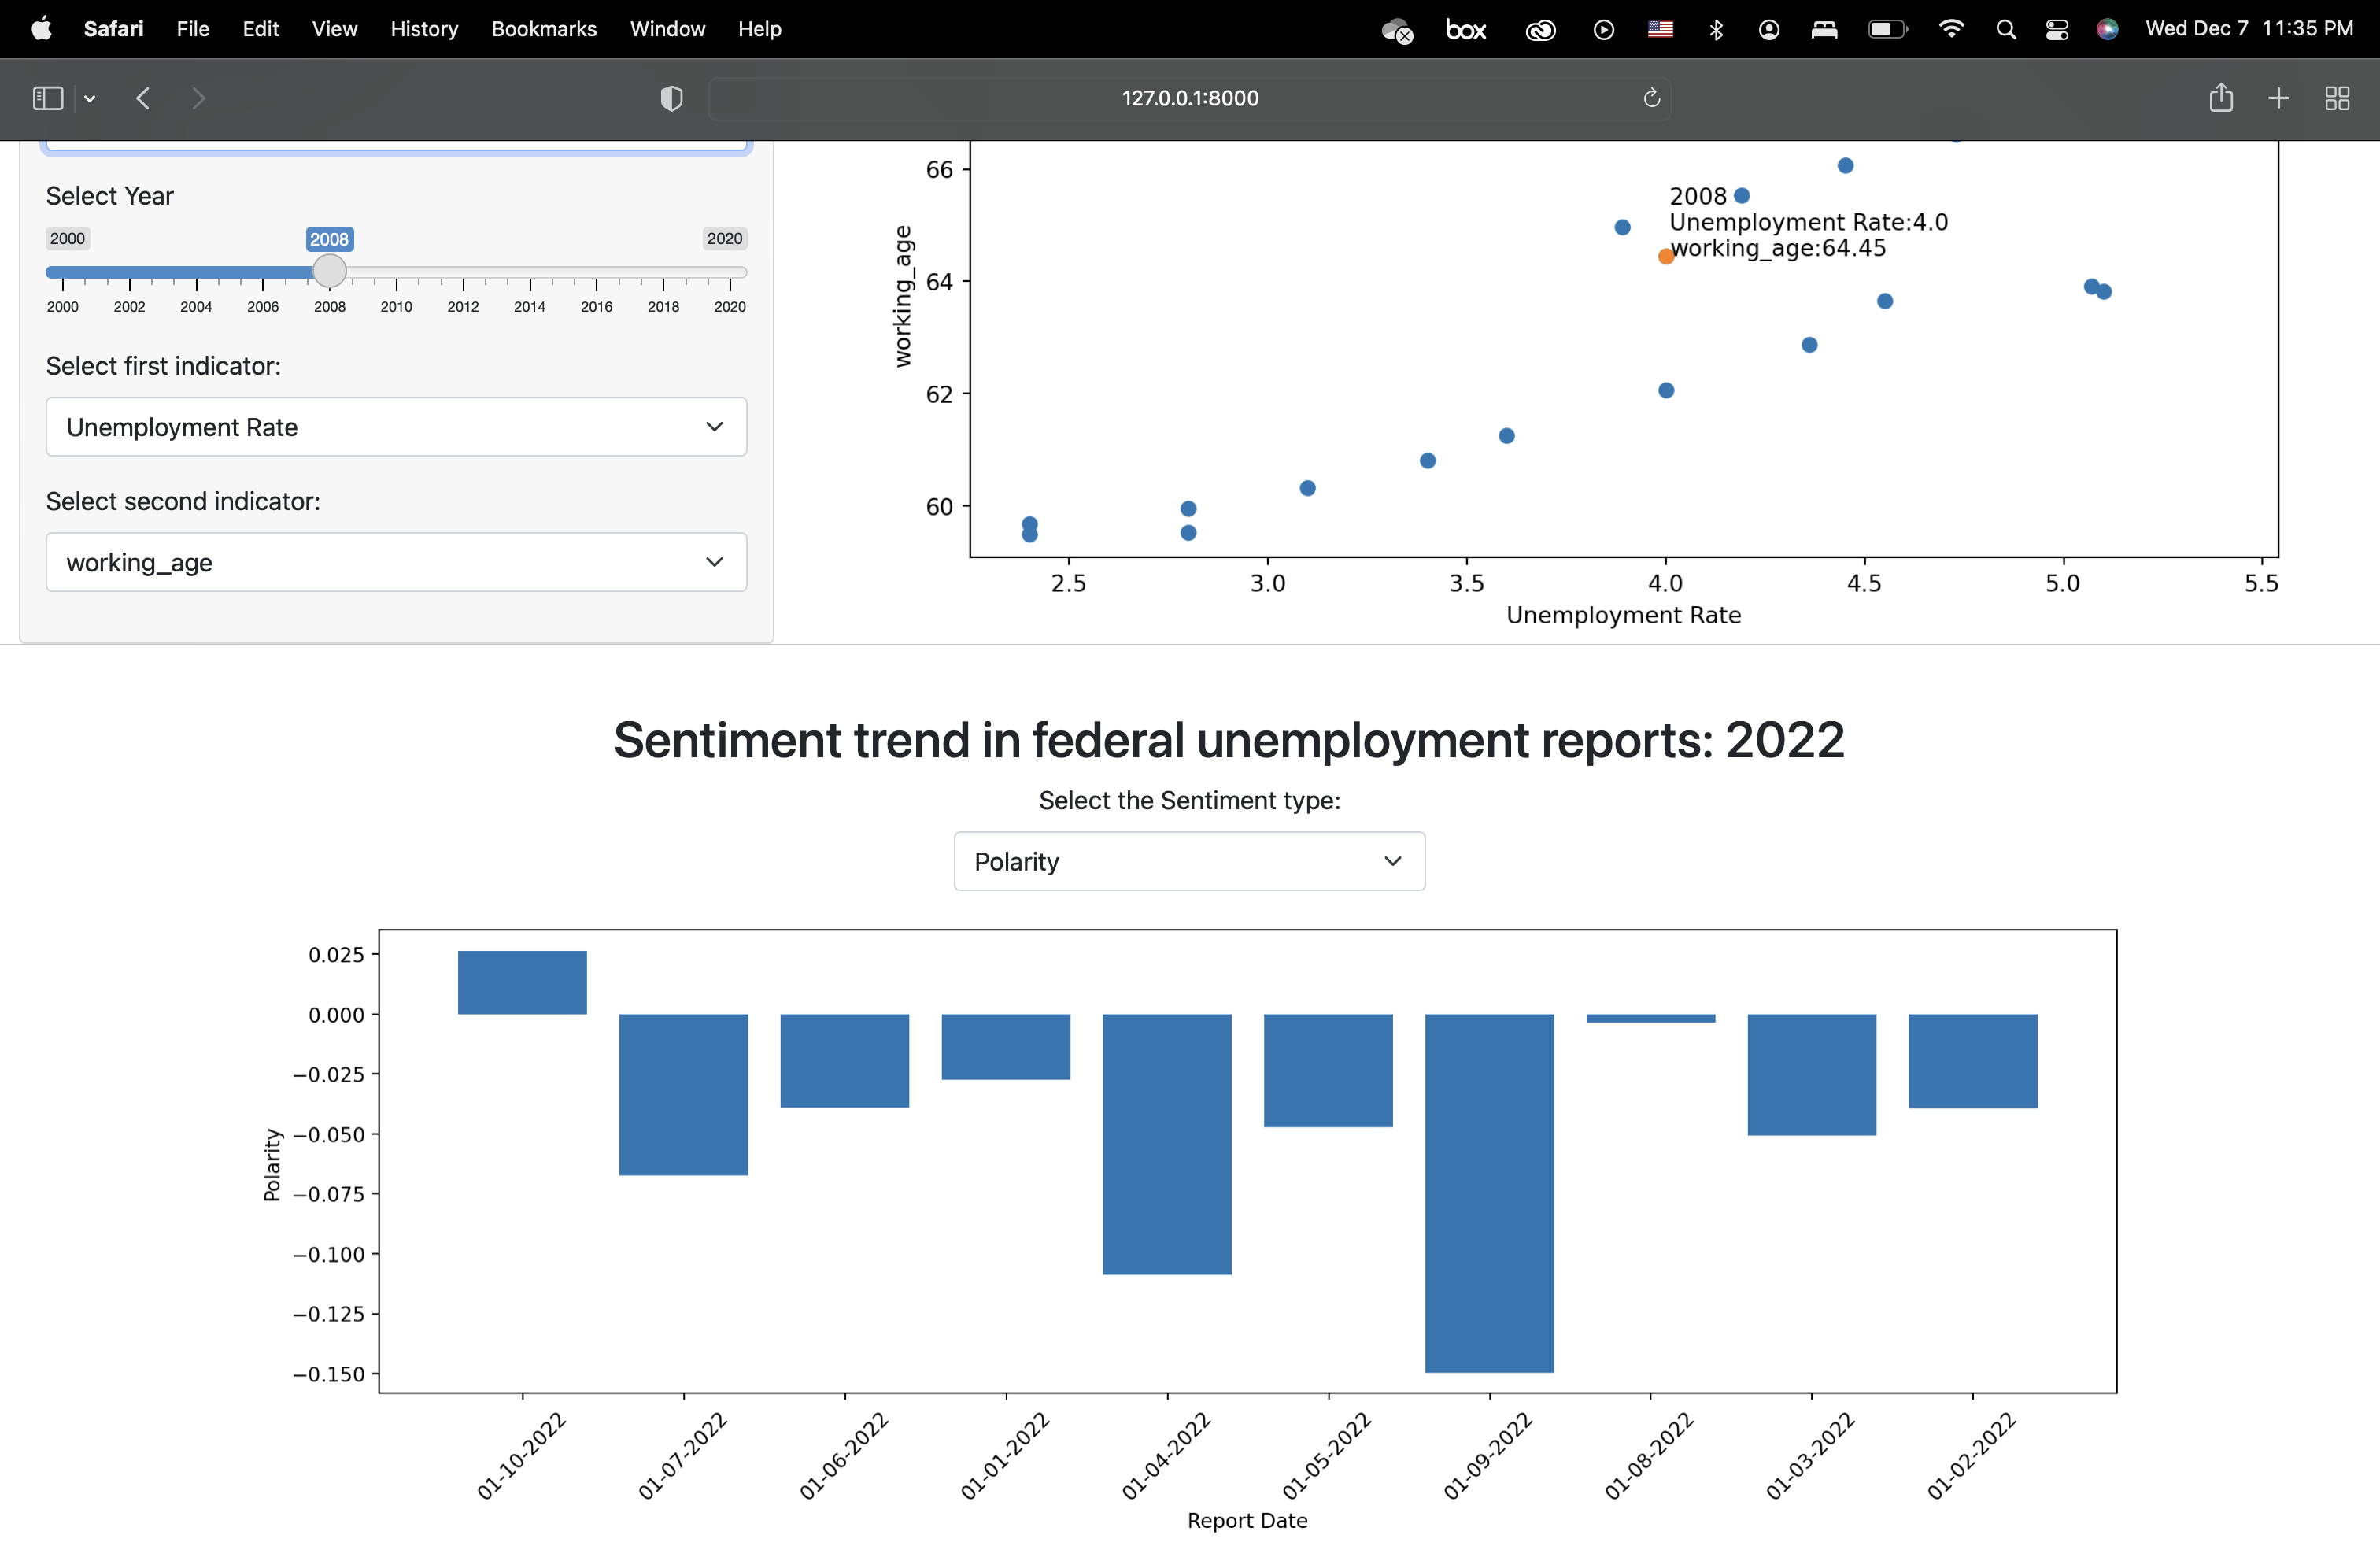 Safari File Edit View History Bookmarks Window Help box Wed Dec 7 11:35 PM
127.0.0.1:8000
Select Year
2000 2008 2020
2000 2002 2004 2006 2008 2010 2012 2014 2016 2018 2020
Select first indicator:
Unemployment Rate
Select second indicator:
working_age
66
64
62
60
working_age
2008
Unemployment Rate:4.0
working_age:64.45
2.5 3.0 3.5 4.0 4.5 5.0 5.5
Unemployment Rate
Sentiment trend in federal unemployment reports: 2022
Select the Sentiment type:
Polarity
0.025
0.000
−0.025
−0.050
−0.075
−0.100
−0.125
−0.150
Polarity
01-10-2022 01-07-2022 01-06-2022 01-01-2022 01-04-2022 01-05-2022 01-09-2022 01-08-2022 01-03-2022 01-02-2022
Report Date